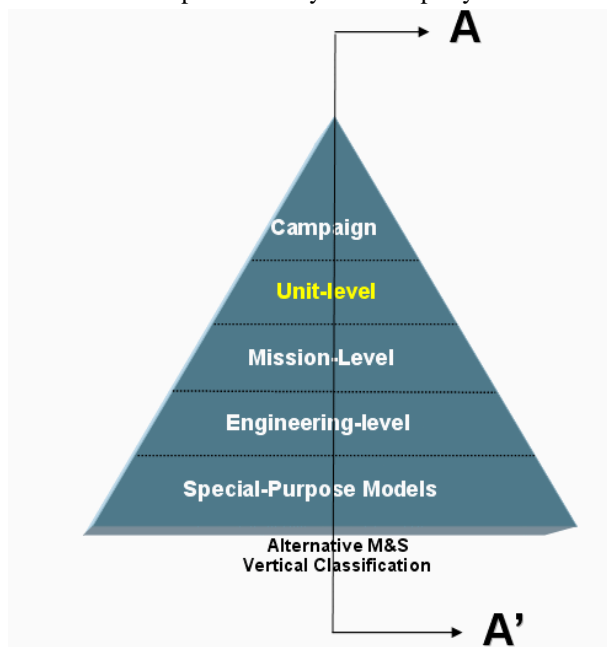 A
Campaign
Unit-level
Mission-Level
Engineering-level
Special-Purpose Models
Alternative M&S
Vertical Classification
A’